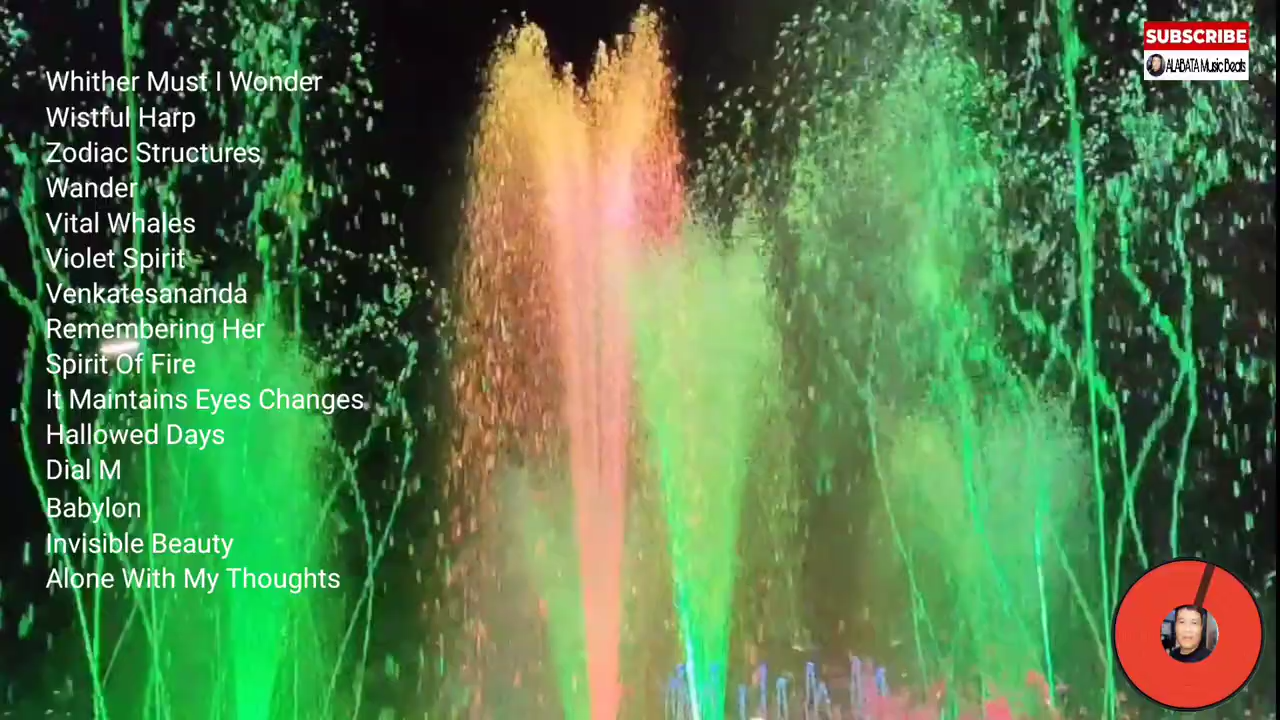 Whither Must I Wonder
Wistful Harp
Zodiac Structures
Wander
Vital Whales
Violet Spirit
Venkatesananda
Remembering Her
Spirit Of Fire
It Maintains Eyes Changes
Hallowed Days
Dial M
Babylon
Invisible Beauty
Alone With My Thoughts
SUBSCRIBE
ALABATA Music Beats